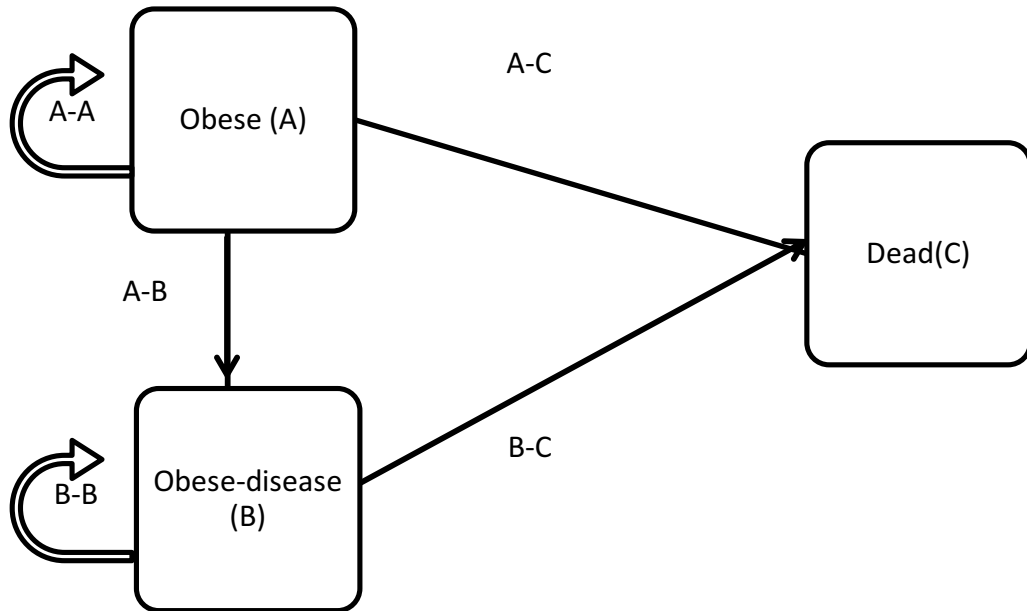 A-C
A-A
Obese (A)
Dead(C)
A-B
B-C
Obese-disease
(B)
B-B